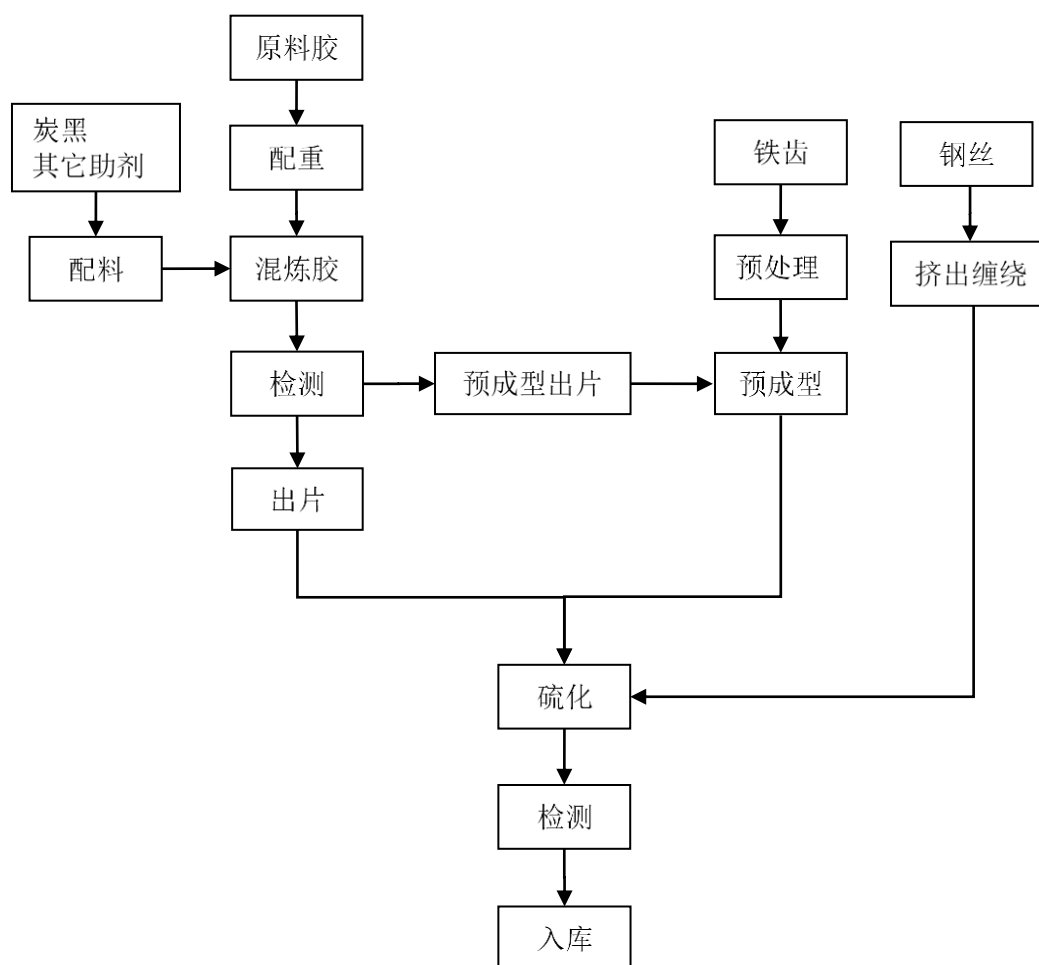 原料胶
炭黑
其它助剂
配重
铁齿
钢丝
配料
混炼胶
预处理
挤出缠绕
检测
预成型出片
预成型
出片
硫化
检测
入库